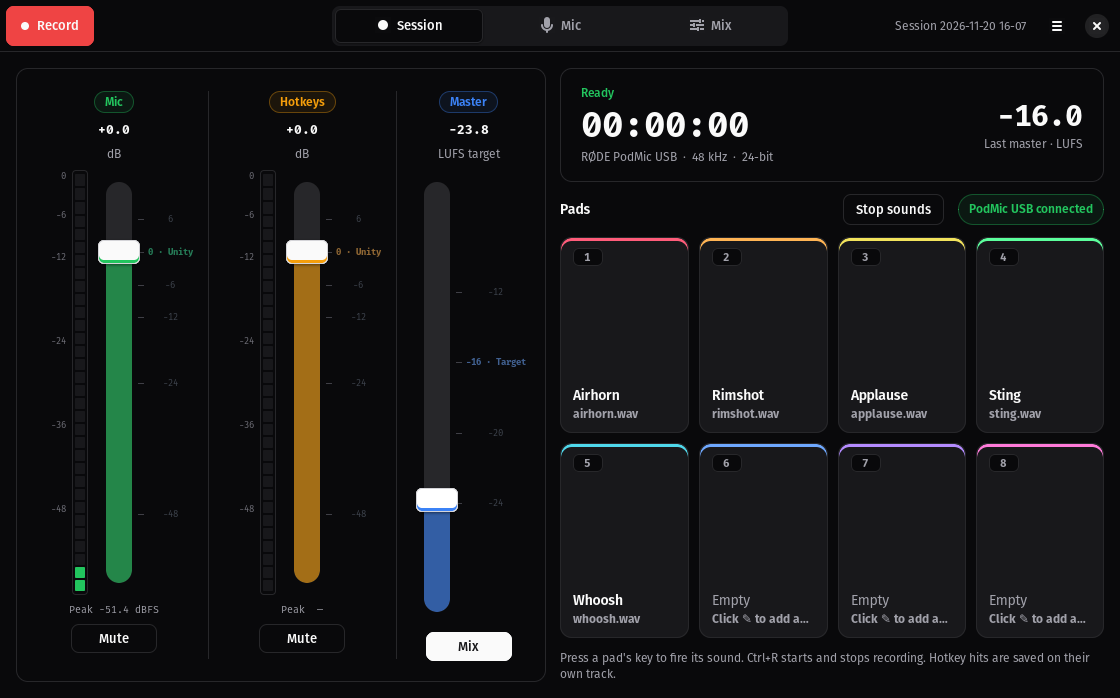 Record
Session
Mic
Mix
Session 2026-11-20 16-07
Mic
+0.0
dB
0
-6
-12
-24
-36
-48
6
0 · Unity
-6
-12
-24
-48
Peak -51.4 dBFS
Mute
Hotkeys
+0.0
dB
0
-6
-12
-24
-36
-48
6
0 · Unity
-6
-12
-24
-48
Peak —
Mute
Master
-23.8
LUFS target
-12
-16 · Target
-20
-24
Mix
Ready
00:00:00
RØDE PodMic USB · 48 kHz · 24-bit
-16.0
Last master · LUFS
Pads
Stop sounds
PodMic USB connected
1
Airhorn
airhorn.wav
2
Rimshot
rimshot.wav
3
Applause
applause.wav
4
Sting
sting.wav
5
Whoosh
whoosh.wav
6
Empty
Click ✎ to add a...
7
Empty
Click ✎ to add a...
8
Empty
Click ✎ to add a...
Press a pad's key to fire its sound. Ctrl+R starts and stops recording. Hotkey hits are saved on their
own track.